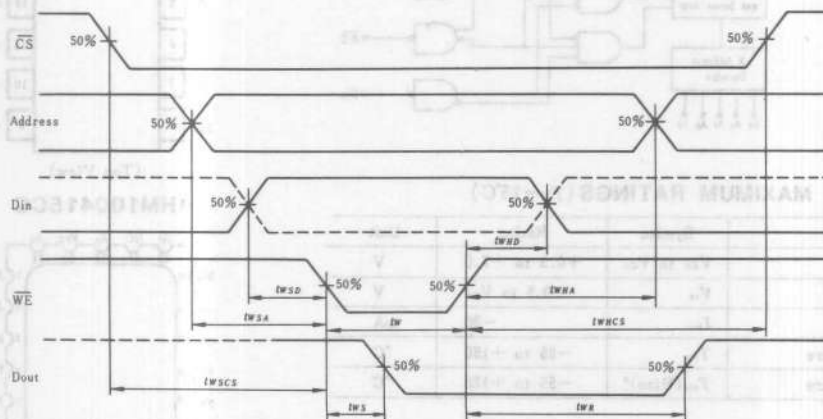 CS
50%
50%
Address
50%
50%
Din
50%
50%
tWHD
WE
50%
50%
tWSD
tWHA
tWSA
tW
tWHCS
Dout
50%
50%
tWSCS
tWS
tWR
MAXIMUM RATINGS